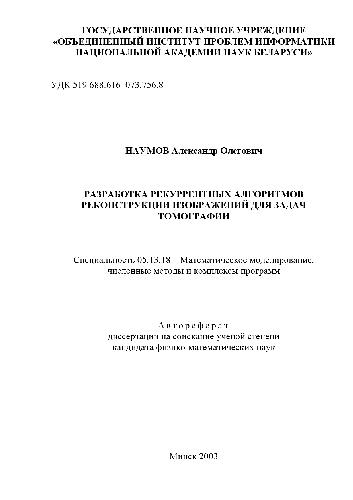 ГОСУДАРСТВЕННОЕ НАУЧНОЕ УЧРЕЖДЕНИЕ
«ОБЪЕДИНЕННЫЙ ИНСТИТУТ ПРОБЛЕМ ИНФОРМАТИКИ
НАЦИОНАЛЬНОЙ АКАДЕМИИ НАУК БЕЛАРУСИ»
УДК 519.688.616–073.756.8
НАУМОВ Александр Олегович
РАЗРАБОТКА РЕКУРРЕНТНЫХ АЛГОРИТМОВ
РЕКОНСТРУКЦИИ ИЗОБРАЖЕНИЙ ДЛЯ ЗАДАЧ
ТОМОГРАФИИ
Специальность 05.13.18 – Математическое моделирование,
численные методы и комплексы программ
Автореферат
диссертации на соискание ученой степени
кандидата физико-математических наук
Минск 2003